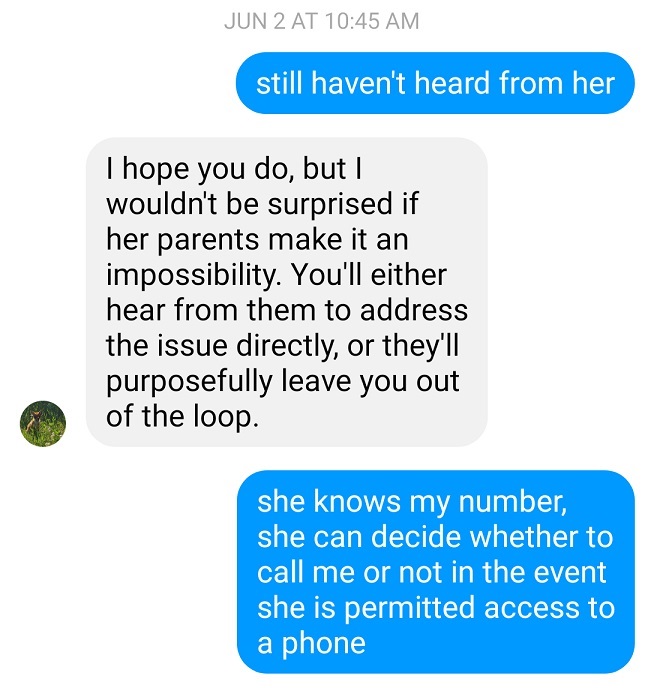 JUN 2 AT 10:45 AM
still haven't heard from her
I hope you do, but I
wouldn't be surprised if
her parents make it an
impossibility. You'll either
hear from them to address
the issue directly, or they'll
purposefully leave you out
of the loop.
she knows my number,
she can decide whether to
call me or not in the event
she is permitted access to
a phone